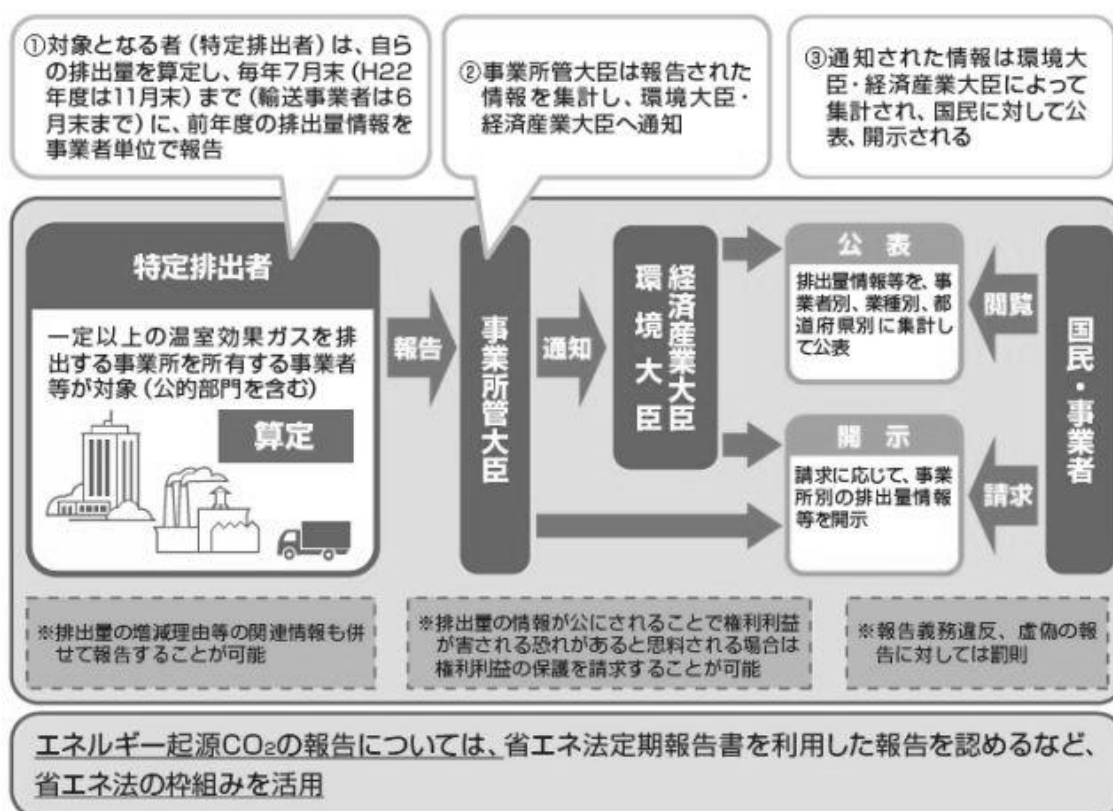 ①対象となる者（特定排出者）は、自ら
の排出量を算定し、毎年7月末（H22
年度は11月末）まで（輸送事業者は6
月末まで）に、前年度の排出量情報を
事業者単位で報告
②事業所管大臣は報告された
情報を集計し、環境大臣・
経済産業大臣へ通知
③通知された情報は環境大
臣・経済産業大臣によって
集計され、国民に対して公
表、開示される
特定排出者
一定以上の温室効果ガスを排
出する事業所を所有する事業者
等が対象（公的部門を含む）
算定
報告
事業所管大臣
通知
経済産業大臣
環境大臣
公表
排出量情報等を、事
業者別、業種別、都
道府県別に集計し
て公表
閲覧
開示
請求に応じて、事業
所別の排出量情報
等を開示
請求
国民・事業者
※排出量の増減理由等の関連情報も併
せて報告することが可能
※排出量の情報が公にされることで権利利益
が害される恐れがあると思料される場合は
権利利益の保護を請求することが可能
※報告義務違反、虚偽の報
告に対しては罰則
エネルギー起源CO₂の報告については、省エネ法定期報告書を利用した報告を認めるなど、
省エネ法の枠組みを活用